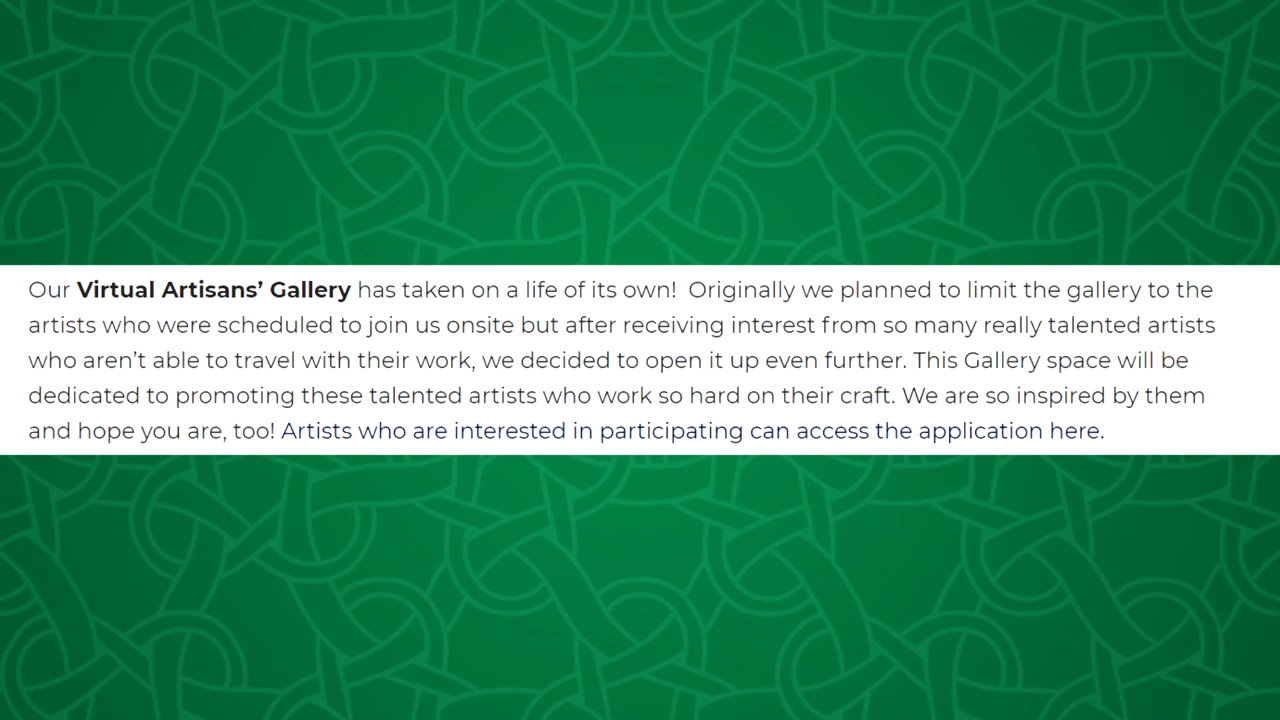 Our Virtual Artisans’ Gallery has taken on a life of its own!  Originally we planned to limit the gallery to the
artists who were scheduled to join us onsite but after receiving interest from so many really talented artists
who aren’t able to travel with their work, we decided to open it up even further. This Gallery space will be
dedicated to promoting these talented artists who work so hard on their craft. We are so inspired by them
and hope you are, too! Artists who are interested in participating can access the application here.